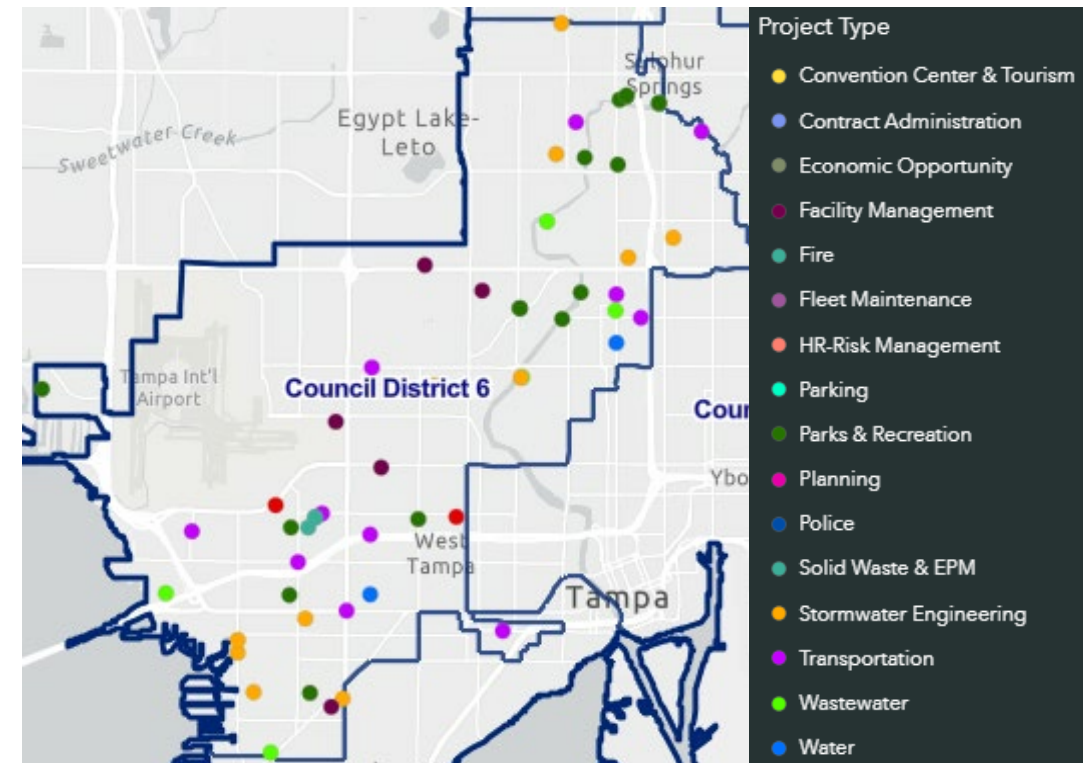 Sulphur
Springs
Egypt Lake-
Leto
Sweetwater Creek
Tampa Int'l
Airport
Council District 6
Coun
Ybo
West
Tampa
Tampa
Project Type
Convention Center & Tourism
Contract Administration
Economic Opportunity
Facility Management
Fire
Fleet Maintenance
HR-Risk Management
Parking
Parks & Recreation
Planning
Police
Solid Waste & EPM
Stormwater Engineering
Transportation
Wastewater
Water